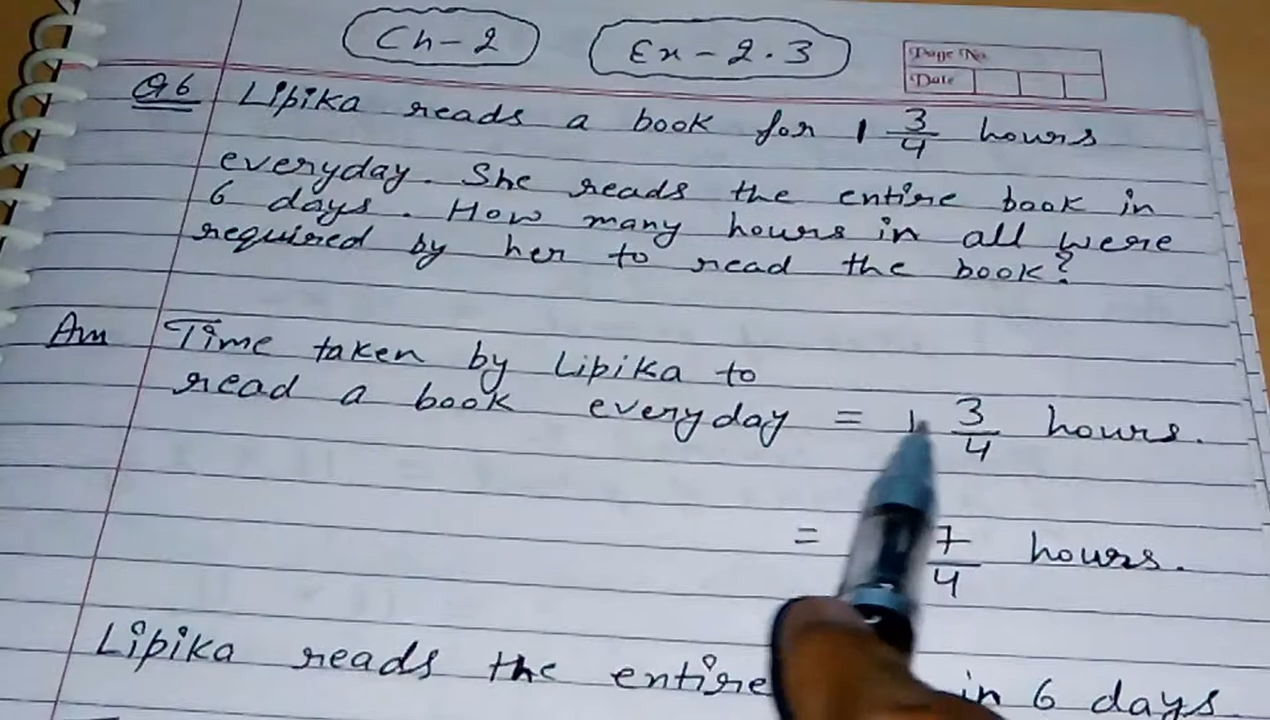 Ch-2
Ex-2.3
Page No.
Date
Q6 Lipika reads a book for 1 3/4 hours
everyday. She reads the entire book in
6 days. How many hours in all were
required by her to read the book?
Ans Time taken by Lipika to
read a book everyday = 1 3/4 hours.
= 7/4 hours.
Lipika reads the entire in 6 days